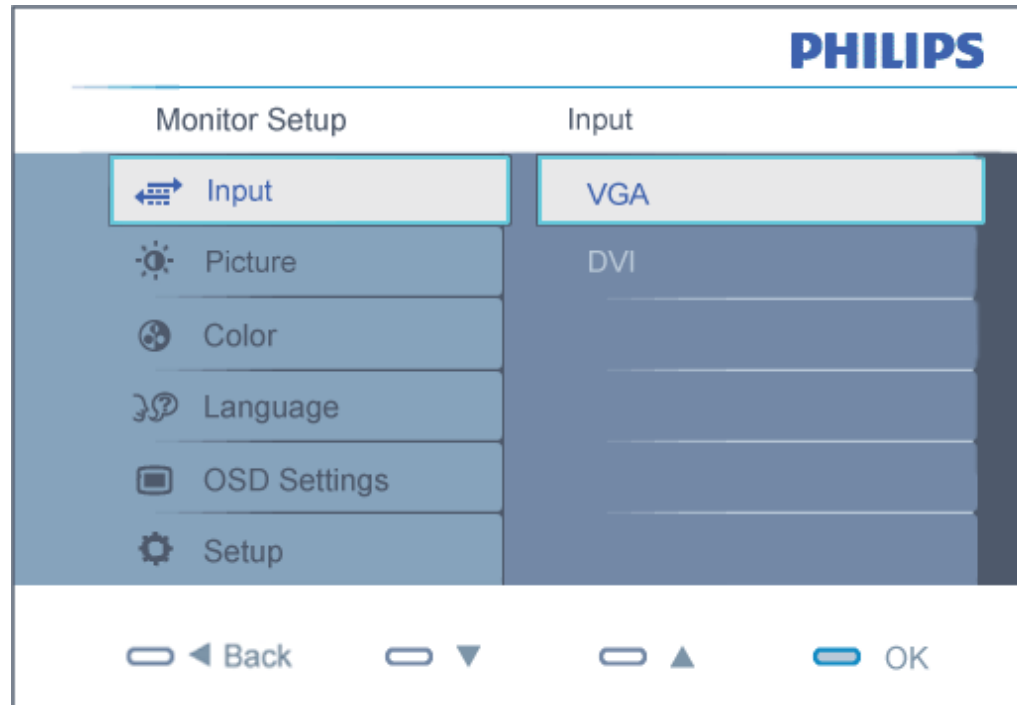 PHILIPS
Monitor Setup Input
Input VGA
Picture DVI
Color
Language
OSD Settings
Setup
Back OK